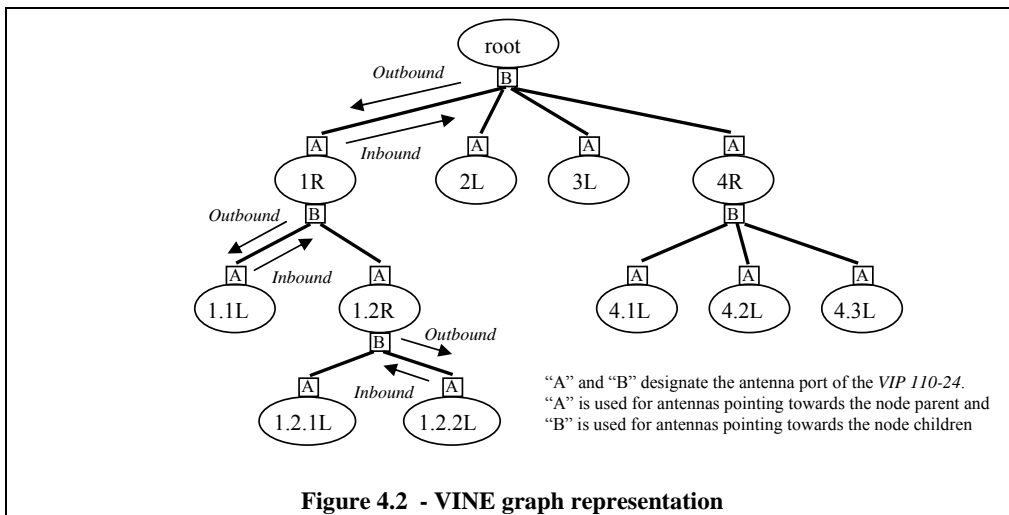 root
B
Outbound
Inbound
A
A
A
A
1R
2L
3L
4R
B
B
Outbound
Inbound
A
A
A
A
A
1.1L
1.2R
4.1L
4.2L
4.3L
B
Outbound
Inbound
A
A
1.2.1L
1.2.2L
“A” and “B” designate the antenna port of the VIP 110-24.
“A” is used for antennas pointing towards the node parent and
“B” is used for antennas pointing towards the node children
Figure 4.2 - VINE graph representation